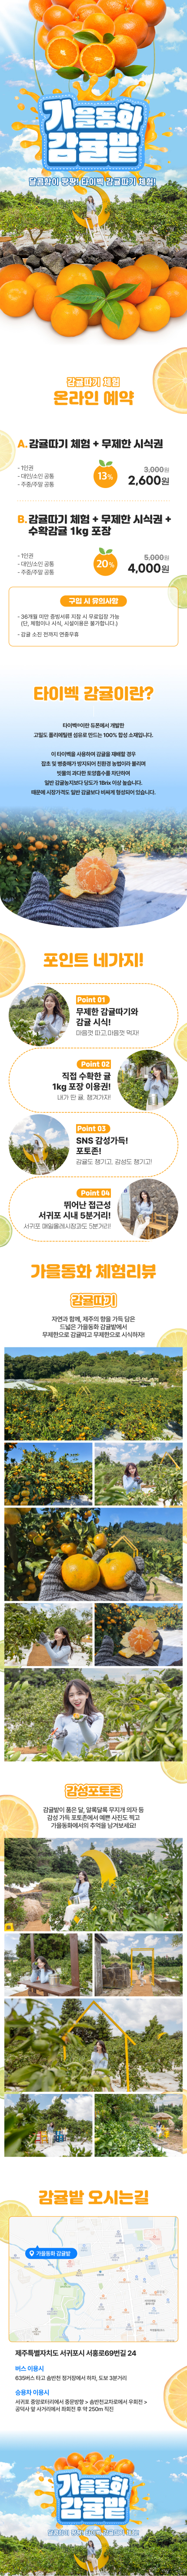 가을동화
감귤밭
달콤함이 팡팡! 타이벡 감귤따기 체험!
감귤따기 체험
온라인 예약
A. 감귤따기 체험 + 무제한 시식권
- 1인권
- 대인/소인 공통
- 주중/주말 공통
13%
3,000원
2,600원
B. 감귤따기 체험 + 무제한 시식권 +
수확감귤 1kg 포장
- 1인권
- 대인/소인 공통
- 주중/주말 공통
20%
5,000원
4,000원
구입 시 유의사항
- 36개월 미만 증빙서류 지참 시 무료입장 가능
(단, 체험이나 시식, 시설이용은 불가합니다.)
- 감귤 소진 전까지 연중무휴
타이벡 감귤이란?
타이벡®이란 듀폰에서 개발한
고밀도 폴리에틸렌 섬유로 만드는 100% 합성 소재입니다.
이 타이벡을 사용하여 감귤을 재배할 경우
잡초 및 병충해가 방지되어 친환경 농법이라 불리며
빗물의 과다한 토양흡수를 차단하여
일반 감귤농지보다 당도가 1Brix 이상 높습니다.
때문에 시장가격도 일반 감귤보다 비싸게 형성되어 있습니다.
포인트 네가지!
Point 01
무제한 감귤따기와
감귤 시식!
마음껏 따고,마음껏 먹자!
Point 02
직접 수확한 귤
1kg 포장 이용권!
내가 딴 귤, 챙겨가자!
Point 03
SNS 감성가득!
포토존!
감귤도 챙기고, 감성도 챙기고!
Point 04
뛰어난 접근성
서귀포 시내 5분거리!
서귀포 매일올레시장과도 5분거리!
가을동화 체험리뷰
감귤따기
자연과 함께, 제주의 향을 가득 담은
드넓은 가을동화 감귤밭에서
무제한으로 감귤따고 무제한으로 시식하자!
감성포토존
감귤밭이 품은 달, 알록달록 무지개 의자 등
감성 가득 포토존에서 예쁜 사진도 찍고
가을동화에서의 추억을 남겨보세요!
감귤밭 오시는길
가을동화 감귤밭
제주특별자치도 서귀포시 서홍로69번길 24
버스 이용시
635버스 타고 솜반천 정거장에서 하차, 도보 3분거리
승용차 이용시
서귀포 중앙로터리에서 중문방향 > 솜반천교차로에서 우회전 >
공덕사 앞 사거리에서 좌회전 후 약 250m 직진
가을동화
감귤밭
달콤함이 팡팡! 타이벡 감귤따기 체험!